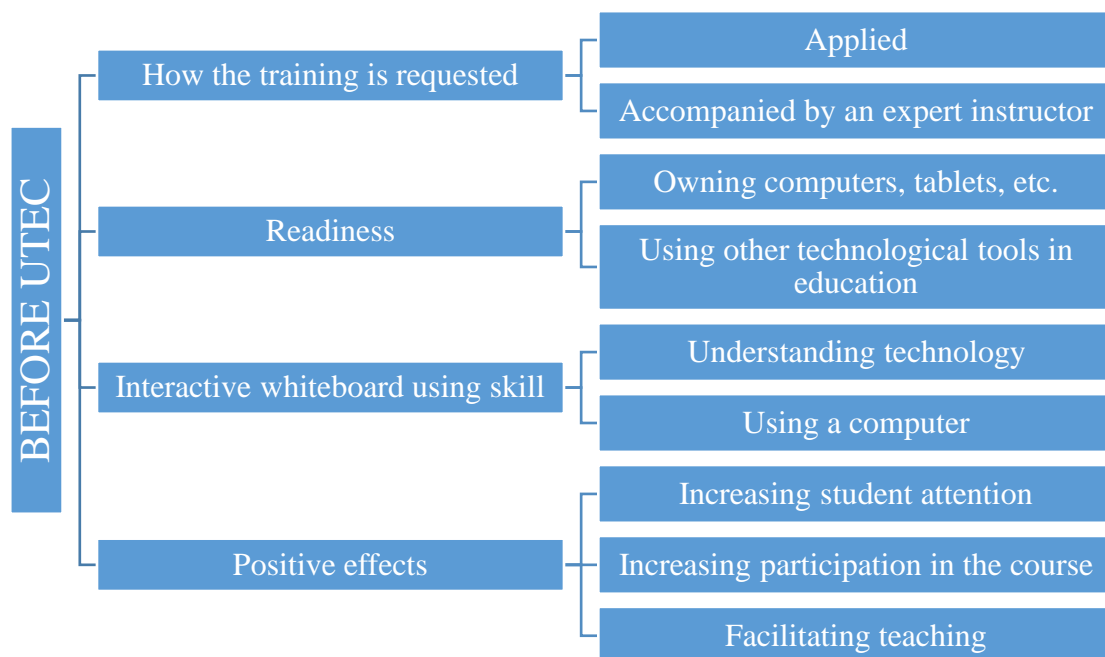 BEFORE UTEC
How the training is requested
Applied
Accompanied by an expert instructor
Readiness
Owning computers, tablets, etc.
Using other technological tools in
education
Interactive whiteboard using skill
Understanding technology
Using a computer
Positive effects
Increasing student attention
Increasing participation in the course
Facilitating teaching